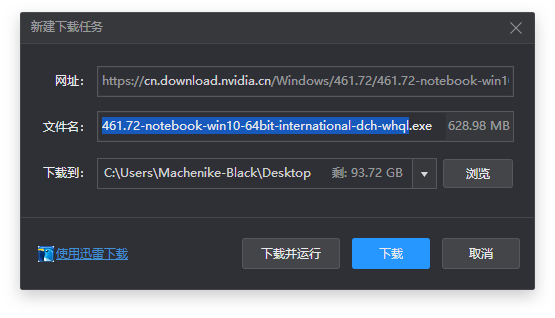 新建下载任务
网址： https://cn.download.nvidia.cn/Windows/461.72/461.72-notebook-win10
文件名： 461.72-notebook-win10-64bit-international-dch-whql.exe 628.98 MB
下载到： C:\Users\Machenike-Black\Desktop 剩: 93.72 GB 浏览
使用迅雷下载 下载并运行 下载 取消